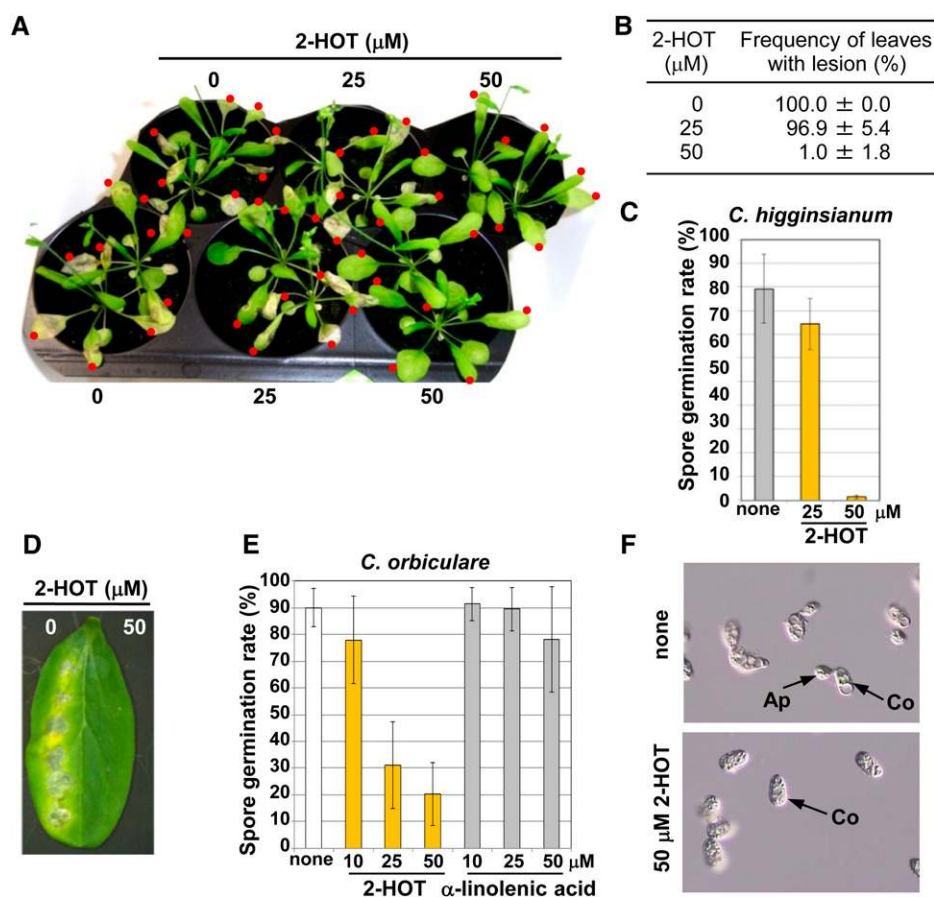 A
2-HOT (μM)
0 25 50
0 25 50
B
2-HOT (μM) Frequency of leaves with lesion (%)
0 100.0 ± 0.0
25 96.9 ± 5.4
50 1.0 ± 1.8
C
C. higginsianum
Spore germination rate (%)
100
90
80
70
60
50
40
30
20
10
0
none 25 50 μM
2-HOT
D
2-HOT (μM)
0 50
E
C. orbiculare
Spore germination rate (%)
100
90
80
70
60
50
40
30
20
10
0
none 10 25 50 10 25 50 μM
2-HOT α-linolenic acid
F
none
Ap Co
50 μM 2-HOT
Co